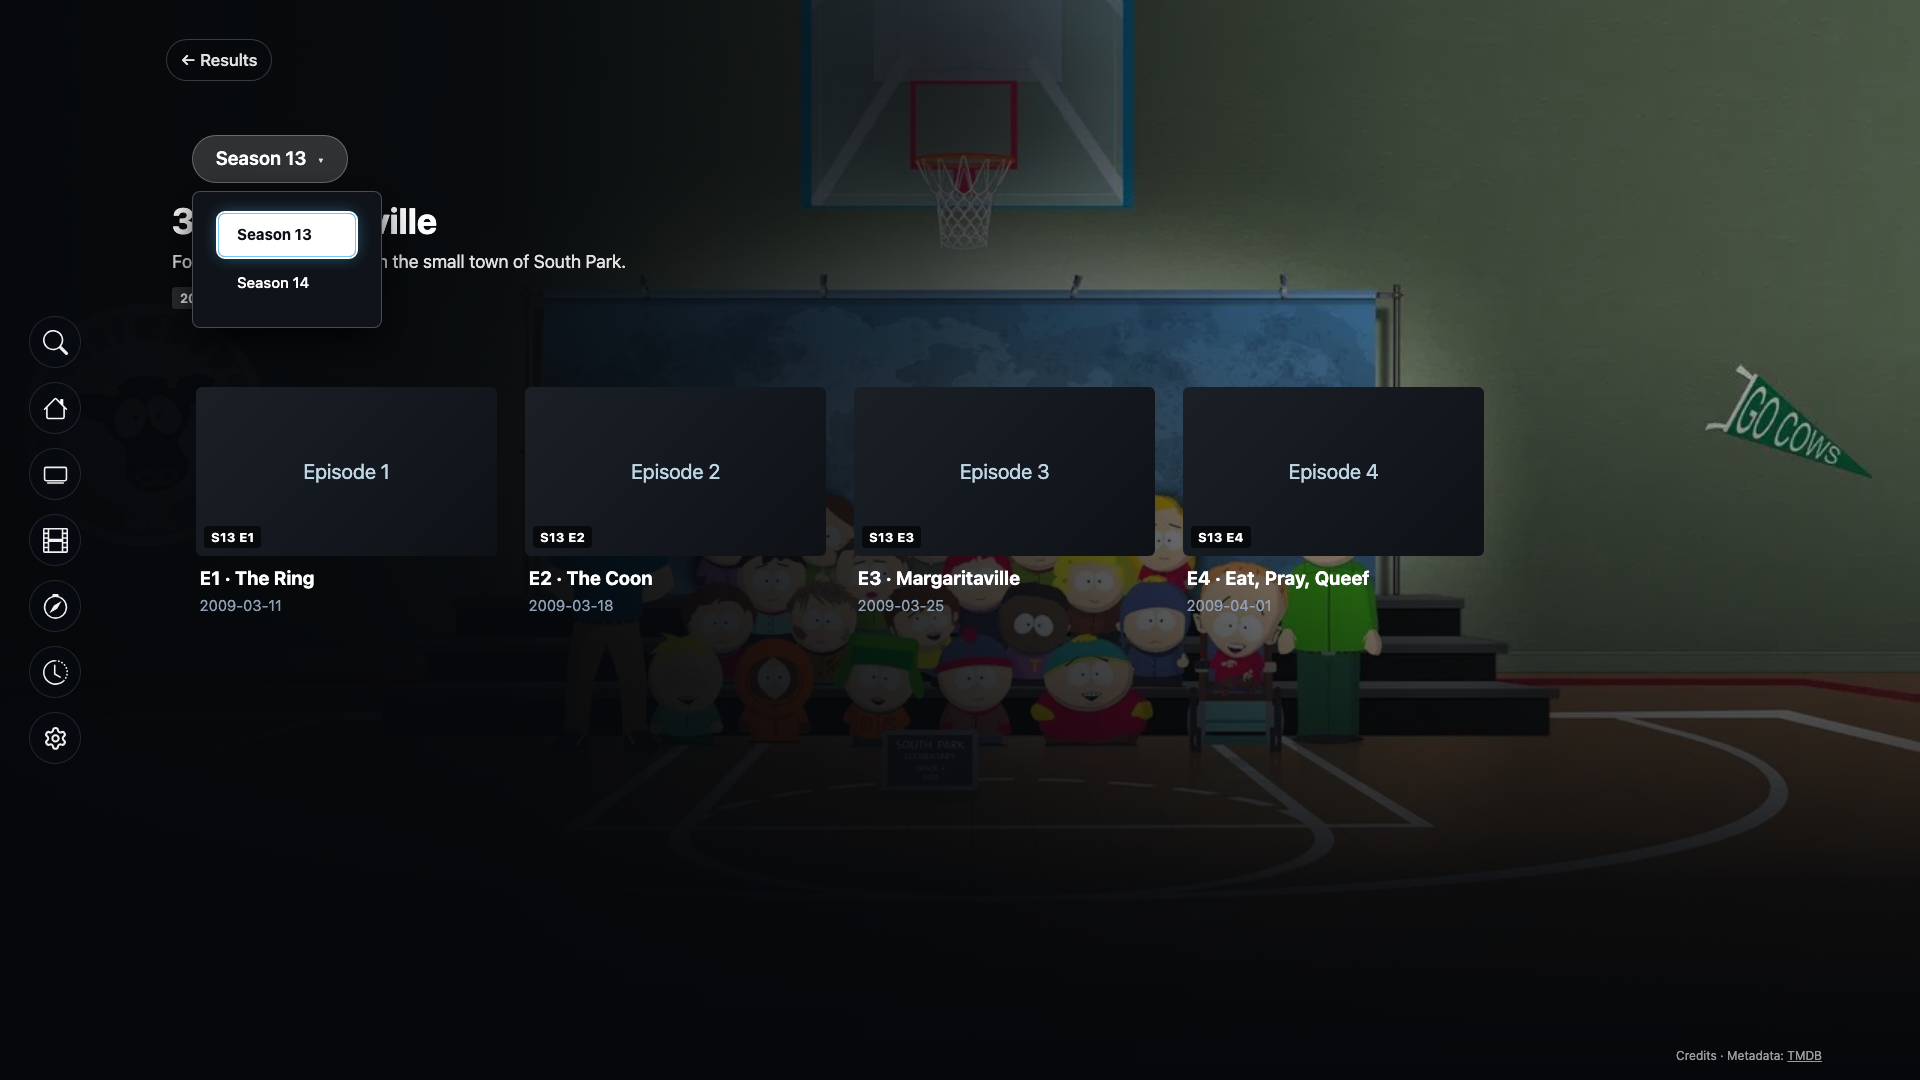 ← Results
Season 13
3 ville
Fo n the small town of South Park.
20
Season 13
Season 14
Episode 1
S13 E1
Episode 2
S13 E2
Episode 3
S13 E3
Episode 4
S13 E4
E1 · The Ring
2009-03-11
E2 · The Coon
2009-03-18
E3 · Margaritaville
2009-03-25
E4 · Eat, Pray, Queef
2009-04-01
GO COWS
SOUTH PARK
ELEMENTARY
Credits · Metadata: TMDB